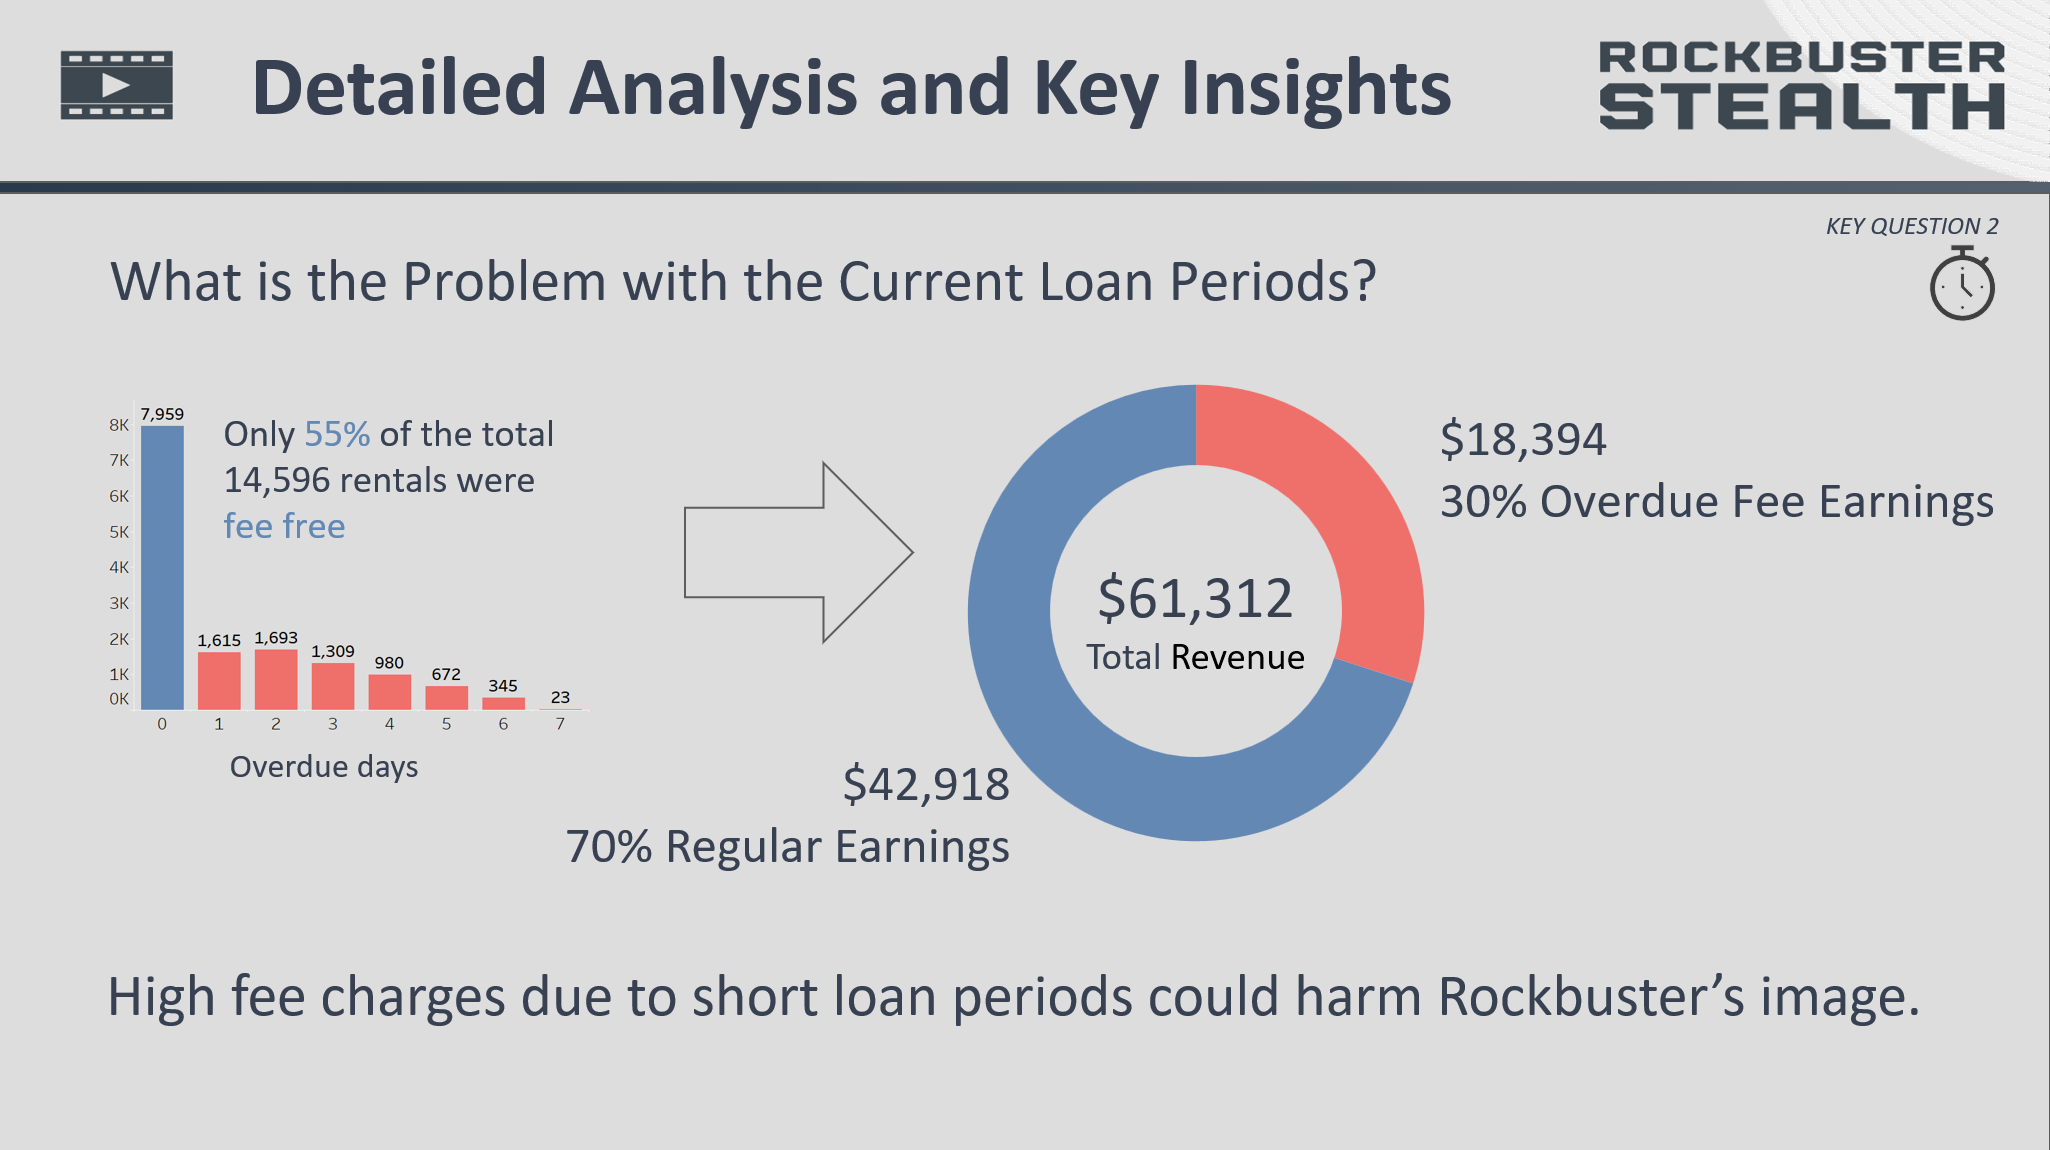 Detailed Analysis and Key Insights
ROCKBUSTER
STEALTH
KEY QUESTION 2
What is the Problem with the Current Loan Periods?
8K
7K
6K
5K
4K
3K
2K
1K
0K
7,959
1,615
1,693
1,309
980
672
345
23
0 1 2 3 4 5 6 7
Overdue days
Only 55% of the total
14,596 rentals were
fee free
$18,394
30% Overdue Fee Earnings
$61,312
Total Revenue
$42,918
70% Regular Earnings
High fee charges due to short loan periods could harm Rockbuster’s image.